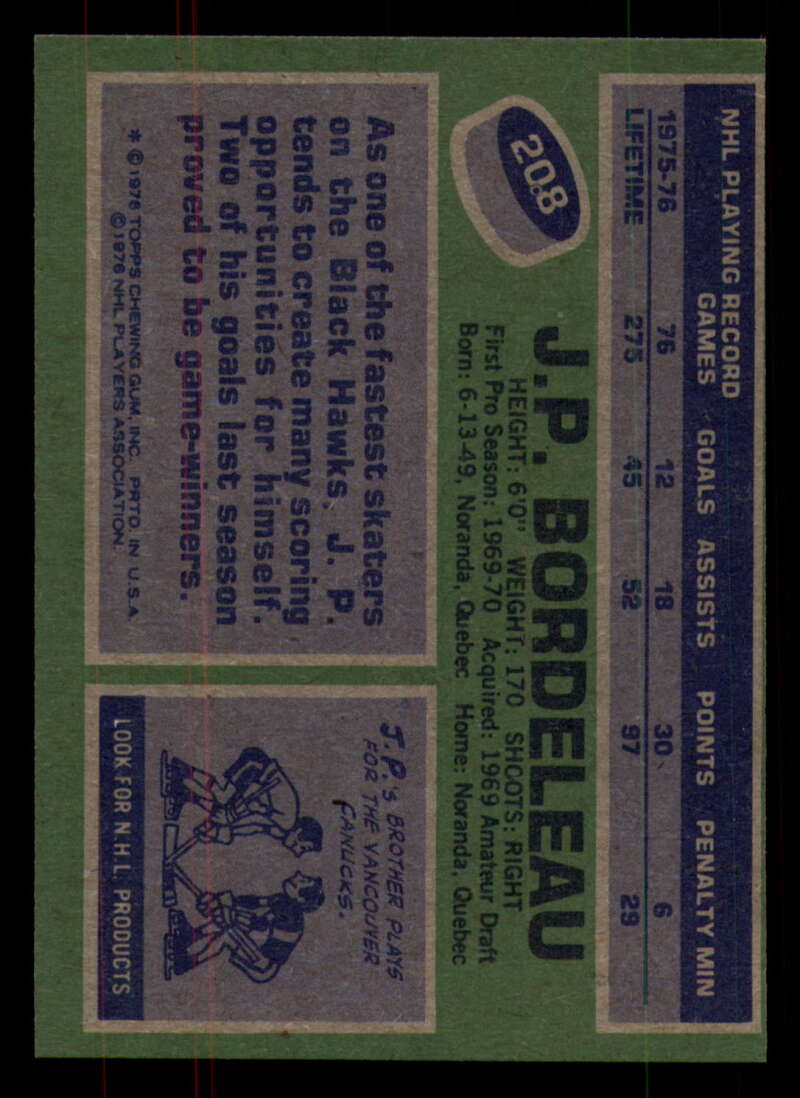 NHL PLAYING RECORD
GAMES GOALS ASSISTS POINTS PENALTY MIN
1975-76 76 12 18 30 6
LIFETIME 275 45 52 97 29
208
J.P. BORDELEAU
HEIGHT: 6'0" WEIGHT: 170 SHOOTS: RIGHT
First Pro Season: 1969-70 Acquired: 1969 Amateur Draft
Born: 6-13-49, Noranda, Quebec Home: Noranda, Quebec
As one of the fastest skaters
on the Black Hawks, J. P.
tends to create many scoring
opportunities for himself.
Two of his goals last season
proved to be game-winners.
* © 1976 TOPPS CHEWING GUM, INC. PRTD. IN U.S.A.
© 1976 NHL PLAYERS ASSOCIATION.
J.P.'s BROTHER PLAYS
FOR THE VANCOUVER
CANUCKS.
LOOK FOR N.H.L. PRODUCTS